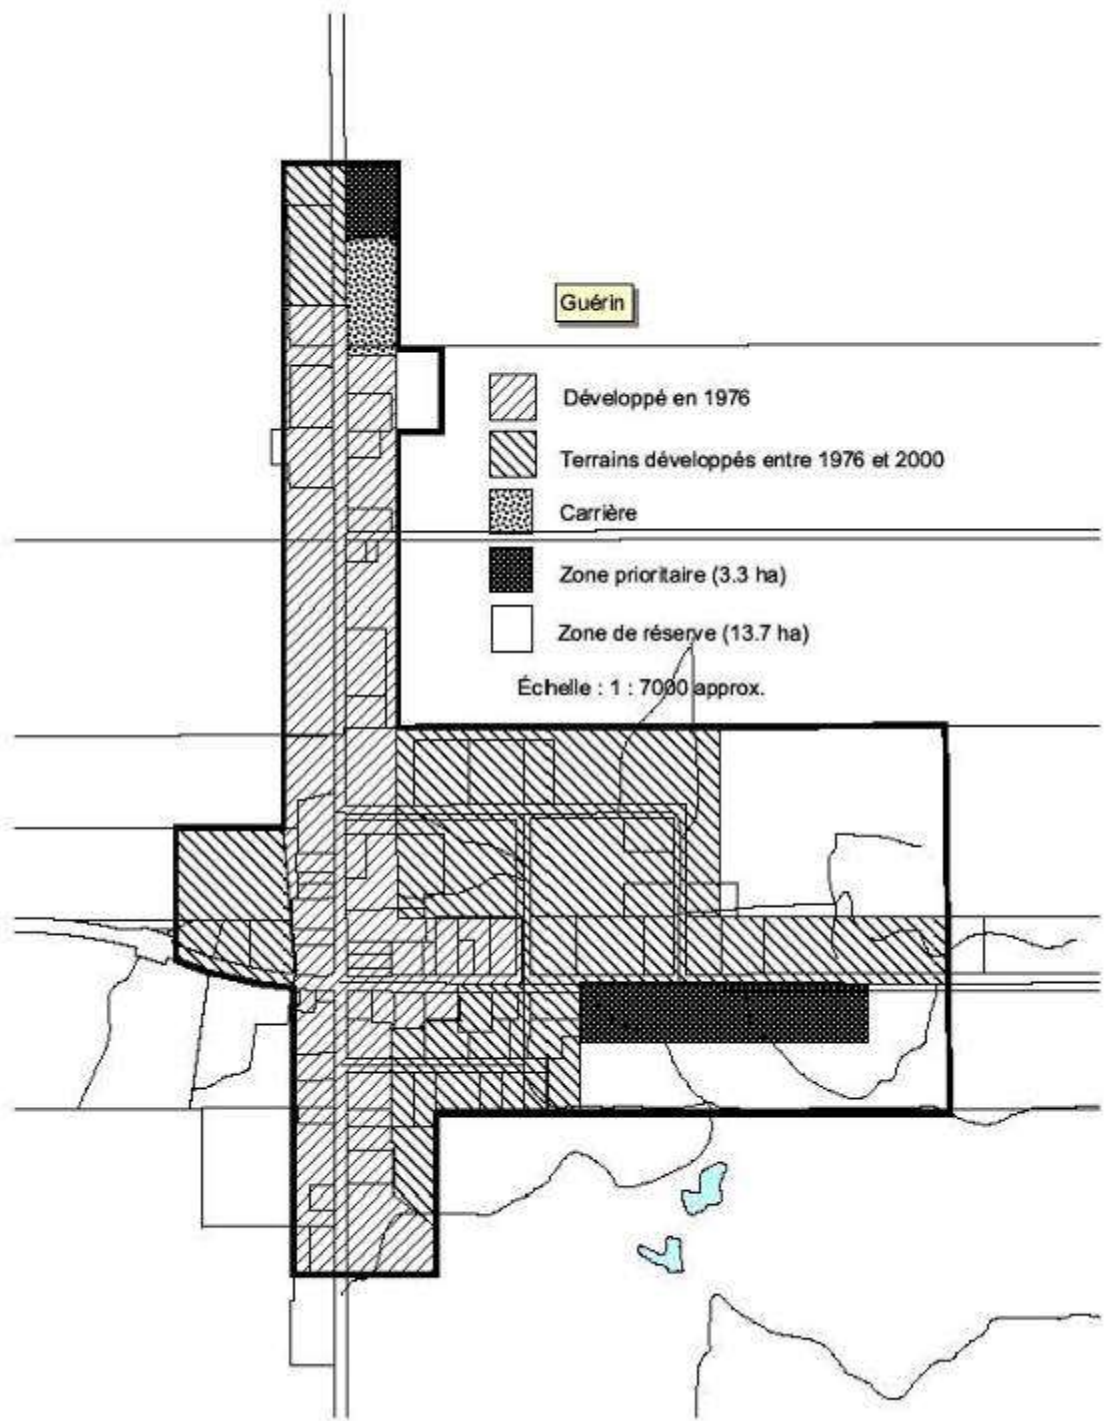 Guérin
Développé en 1976
Terrains développés entre 1976 et 2000
Carrière
Zone prioritaire (3.3 ha)
Zone de réserve (13.7 ha)
Échelle : 1 : 7000 approx.